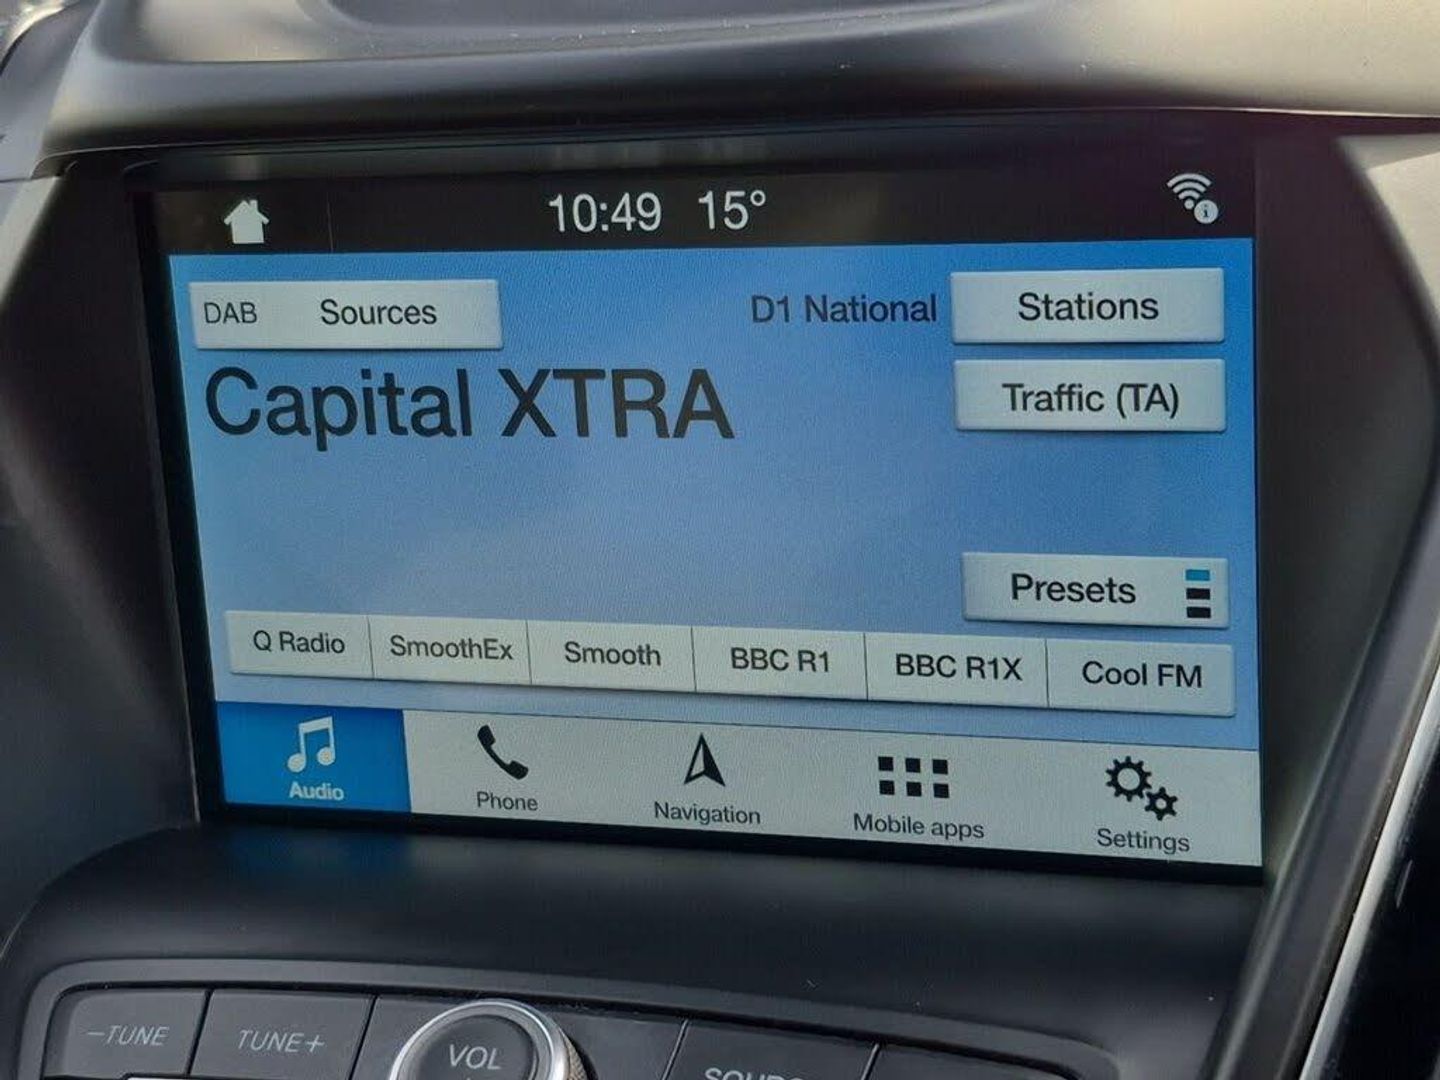 10:49 15°
DAB Sources
D1 National
Stations
Capital XTRA
Traffic (TA)
Presets
Q Radio
SmoothEx
Smooth
BBC R1
BBC R1X
Cool FM
Audio
Phone
Navigation
Mobile apps
Settings
–TUNE
TUNE+
VOL